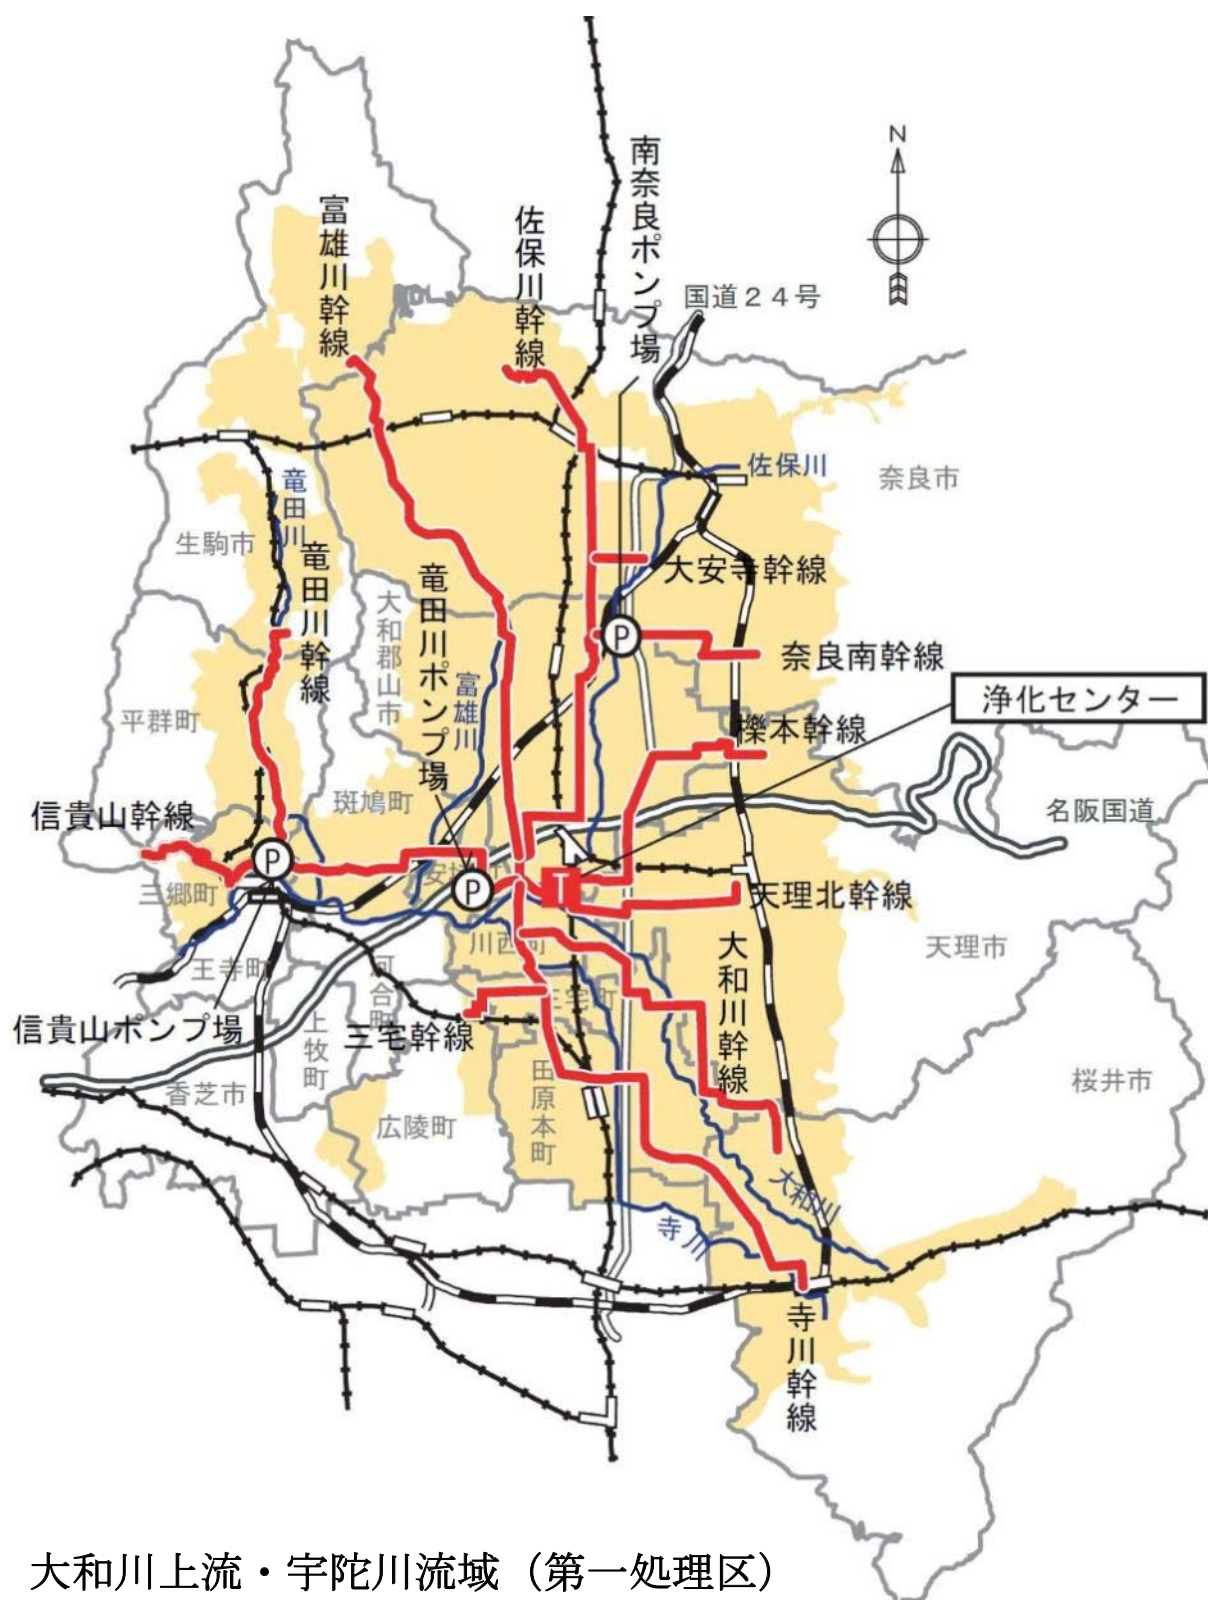 N
南奈良ポンプ場
富雄川幹線
佐保川幹線
国道24号
佐保川
奈良市
竜田川
生駒市
竜田川幹線
竜田川ポンプ場
大安寺幹線
大和郡山市
P
奈良南幹線
富雄川
浄化センター
平群町
櫟本幹線
斑鳩町
名阪国道
信貴山幹線
P
三郷町
P
天理北幹線
川西町
大和川幹線
天理市
王寺町
河合町
三宅町
信貴山ポンプ場
上牧町
三宅幹線
香芝市
田原本町
桜井市
広陵町
大和川
寺川
寺川幹線
大和川上流・宇陀川流域（第一処理区）